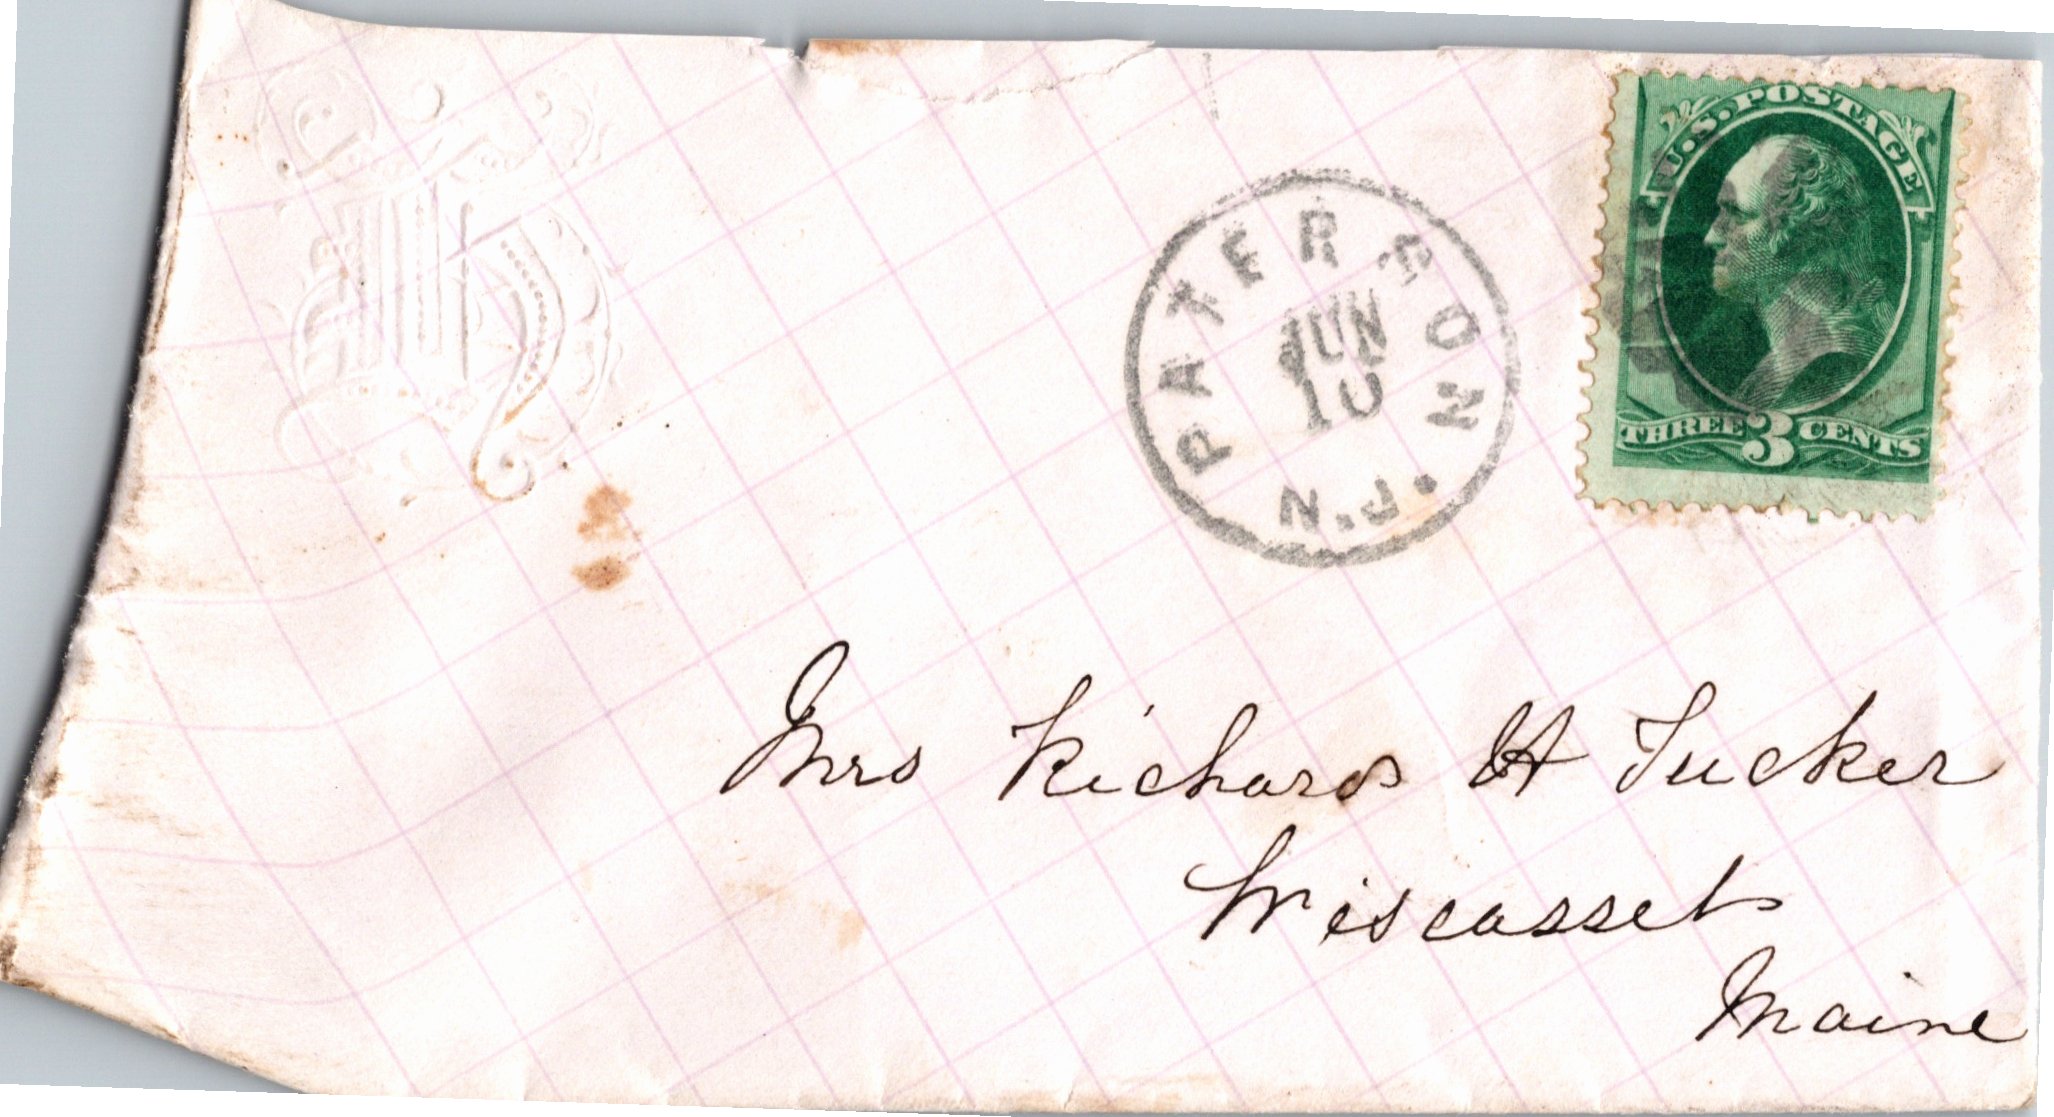 U.S. POSTAGE
THREE 3 CENTS
PATERSON
JUN
10
N.J.
Mrs Richard H Tucker
Wiscasset
Maine